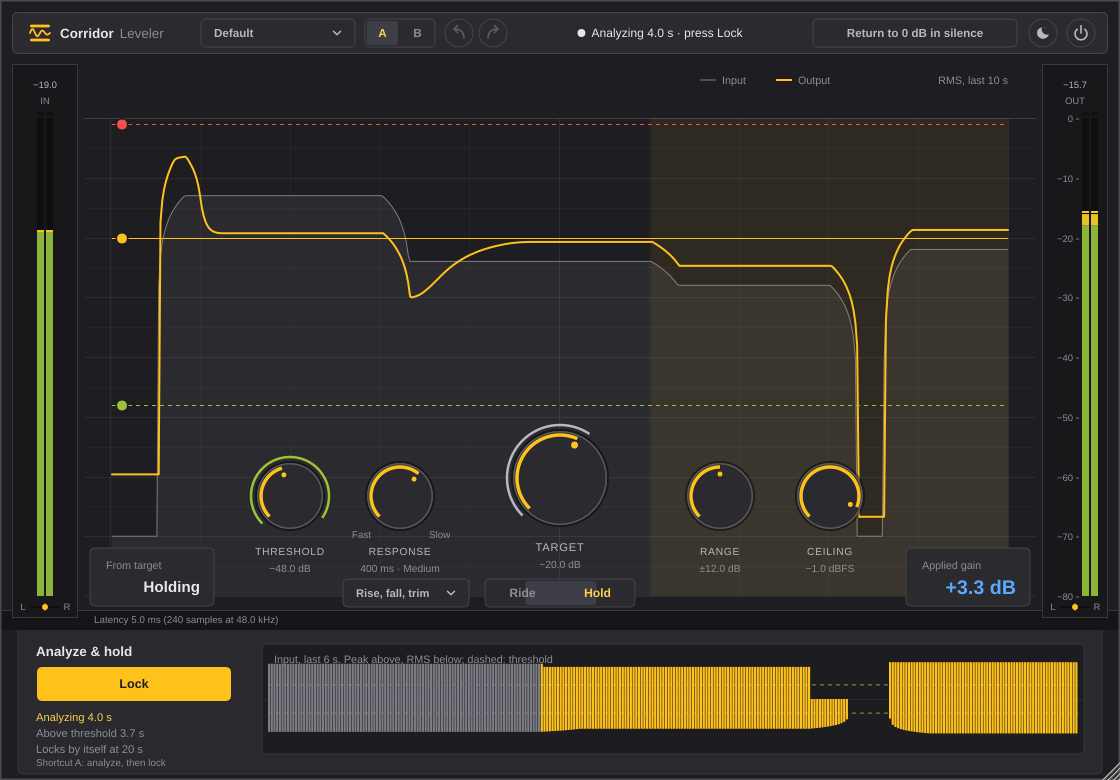 Corridor Leveler
Default
A B
Analyzing 4.0 s · press Lock
Return to 0 dB in silence
−19.0
IN
Input
Output
RMS, last 10 s
−15.7
OUT
0
−10
−20
−30
−40
−50
−60
−70
−80
Fast
Slow
THRESHOLD
−48.0 dB
RESPONSE
400 ms · Medium
TARGET
−20.0 dB
RANGE
±12.0 dB
CEILING
−1.0 dBFS
From target
Holding
Rise, fall, trim
Ride
Hold
Applied gain
+3.3 dB
L R
L R
Latency 5.0 ms (240 samples at 48.0 kHz)
Analyze & hold
Lock
Analyzing 4.0 s
Above threshold 3.7 s
Locks by itself at 20 s
Shortcut A: analyze, then lock
Input, last 6 s. Peak above, RMS below; dashed: threshold